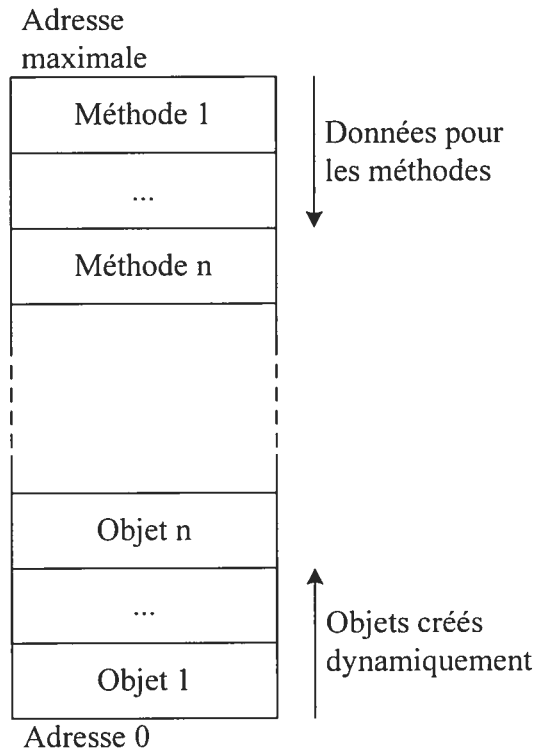 Adresse
maximale
Méthode 1
Données pour
les méthodes
...
Méthode n
Objet n
...
Objets créés
dynamiquement
Objet 1
Adresse 0